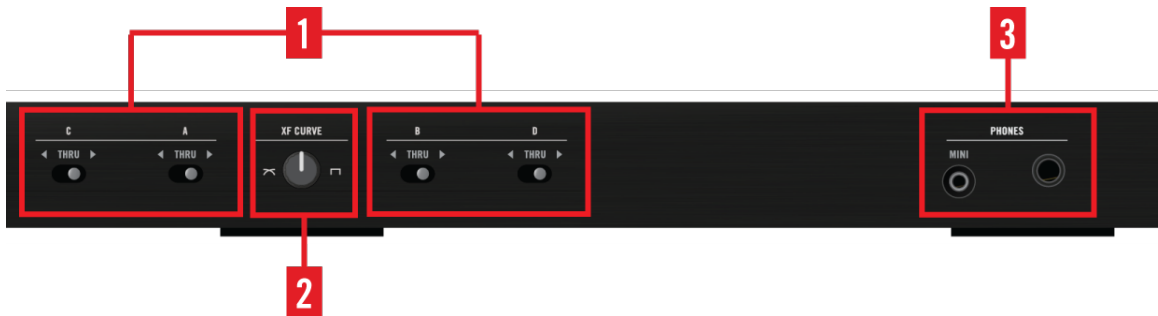 1
3
C
A
XF CURVE
B
D
PHONES
◀ THRU ▶
◀ THRU ▶
◀ THRU ▶
◀ THRU ▶
MINI
2